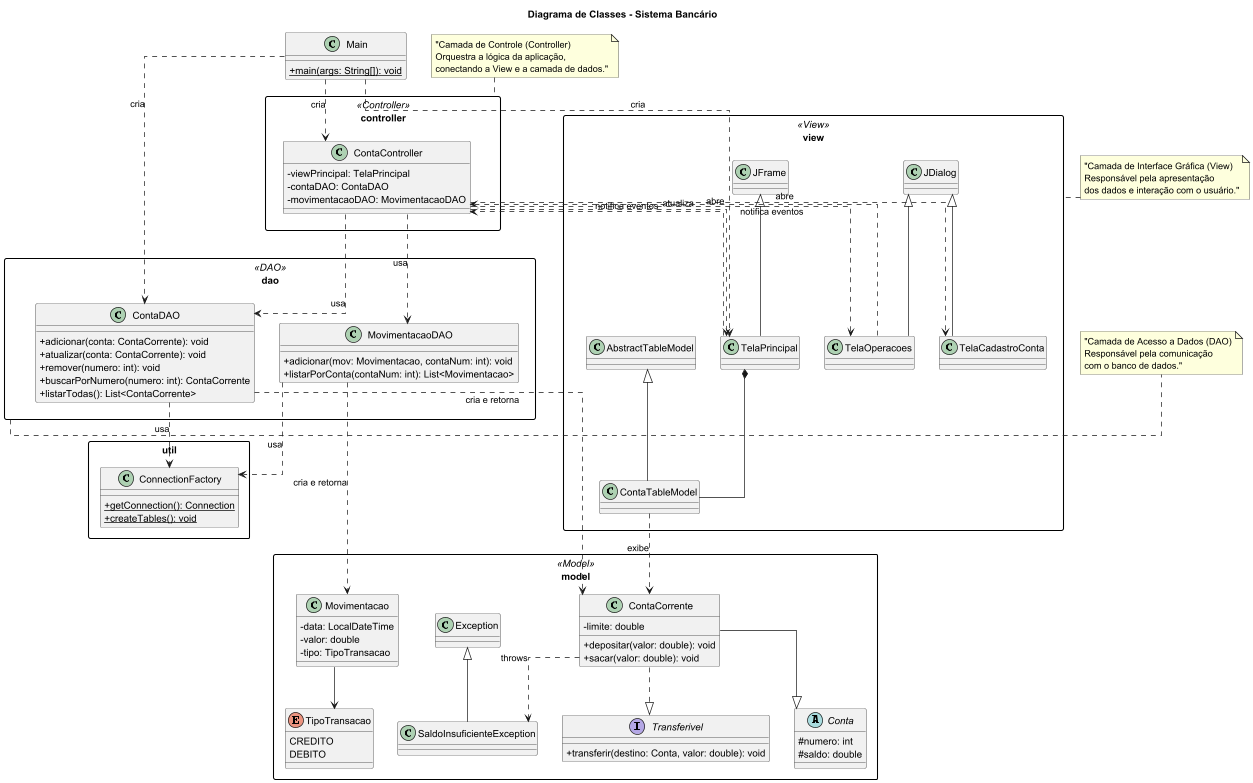 Diagrama de Classes - Sistema Bancário
C Main
+main(args: String[]): void
"Camada de Controle (Controller)
Orquestra a lógica da aplicação,
conectando a View e a camada de dados."
cria
cria
cria
«Controller»
controller
C ContaController
-viewPrincipal: TelaPrincipal
-contaDAO: ContaDAO
-movimentacaoDAO: MovimentacaoDAO
«View»
view
C JFrame
C JDialog
"Camada de Interface Gráfica (View)
Responsável pela apresentação
dos dados e interação com o usuário."
notifica eventos
atualiza
abre
abre
notifica eventos
usa
usa
«DAO»
dao
C ContaDAO
+adicionar(conta: ContaCorrente): void
+atualizar(conta: ContaCorrente): void
+remover(numero: int): void
+buscarPorNumero(numero: int): ContaCorrente
+listarTodas(): List<ContaCorrente>
C MovimentacaoDAO
+adicionar(mov: Movimentacao, contaNum: int): void
+listarPorConta(contaNum: int): List<Movimentacao>
C AbstractTableModel
C TelaPrincipal
C TelaOperacoes
C TelaCadastroConta
"Camada de Acesso a Dados (DAO)
Responsável pela comunicação
com o banco de dados."
cria e retorna
usa
usa
util
C ConnectionFactory
+getConnection(): Connection
+createTables(): void
cria e retorna
C ContaTableModel
exibe
«Model»
model
C Movimentacao
-data: LocalDateTime
-valor: double
-tipo: TipoTransacao
C Exception
C ContaCorrente
-limite: double
+depositar(valor: double): void
+sacar(valor: double): void
throws
E TipoTransacao
CREDITO
DEBITO
C SaldoInsuficienteException
I Transferivel
+transferir(destino: Conta, valor: double): void
A Conta
#numero: int
#saldo: double